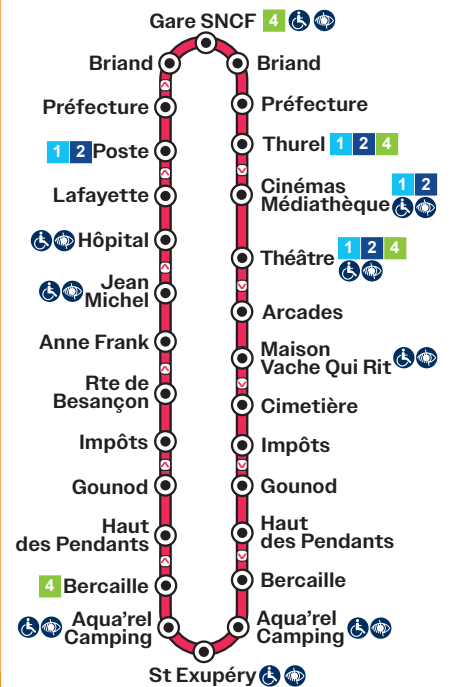 Gare SNCF 4
Briand
Préfecture
1 2 Poste
Lafayette
Hôpital
Jean
Michel
Anne Frank
Rte de
Besançon
Impôts
Gounod
Haut
des Pendants
4 Bercaille
Aqua'rel
Camping
Briand
Préfecture
Thurel 1 2 4
Cinémas 1 2
Médiathèque
Théâtre 1 2 4
Arcades
Maison
Vache Qui Rit
Cimetière
Impôts
Gounod
Haut
des Pendants
Bercaille
Aqua'rel
Camping
St Exupéry